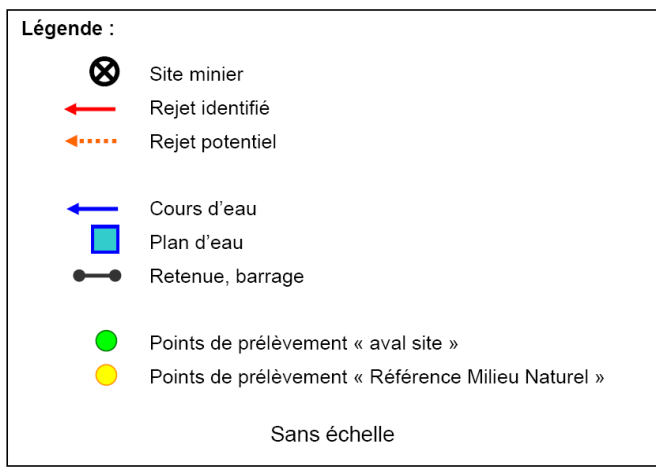 Légende :
Site minier
Rejet identifié
Rejet potentiel
Cours d'eau
Plan d'eau
Retenue, barrage
Points de prélèvement « aval site »
Points de prélèvement « Référence Milieu Naturel »
Sans échelle